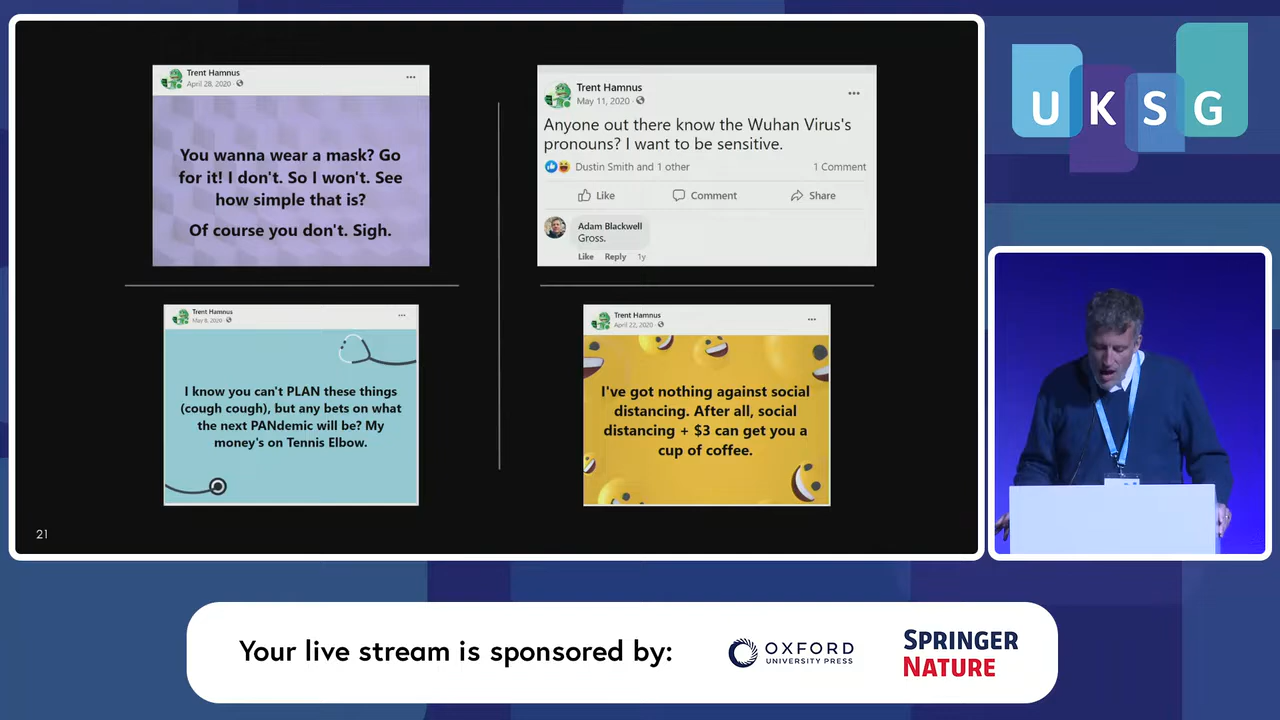 Trent Hamnus
April 28, 2020
You wanna wear a mask? Go
for it! I don't. So I won't. See
how simple that is?
Of course you don't. Sigh.
Trent Hamnus
May 11, 2020
Anyone out there know the Wuhan Virus's
pronouns? I want to be sensitive.
Dustin Smith and 1 other
1 Comment
Like
Comment
Share
Adam Blackwell
Gross.
Like Reply 1y
Trent Hamnus
I know you can't PLAN these things
(cough cough), but any bets on what
the next PANdemic will be? My
money's on Tennis Elbow.
Trent Hamnus
April 22, 2020
I've got nothing against social
distancing. After all, social
distancing + $3 can get you a
cup of coffee.
21
UKSG
Your live stream is sponsored by:
OXFORD
UNIVERSITY PRESS
SPRINGER
NATURE